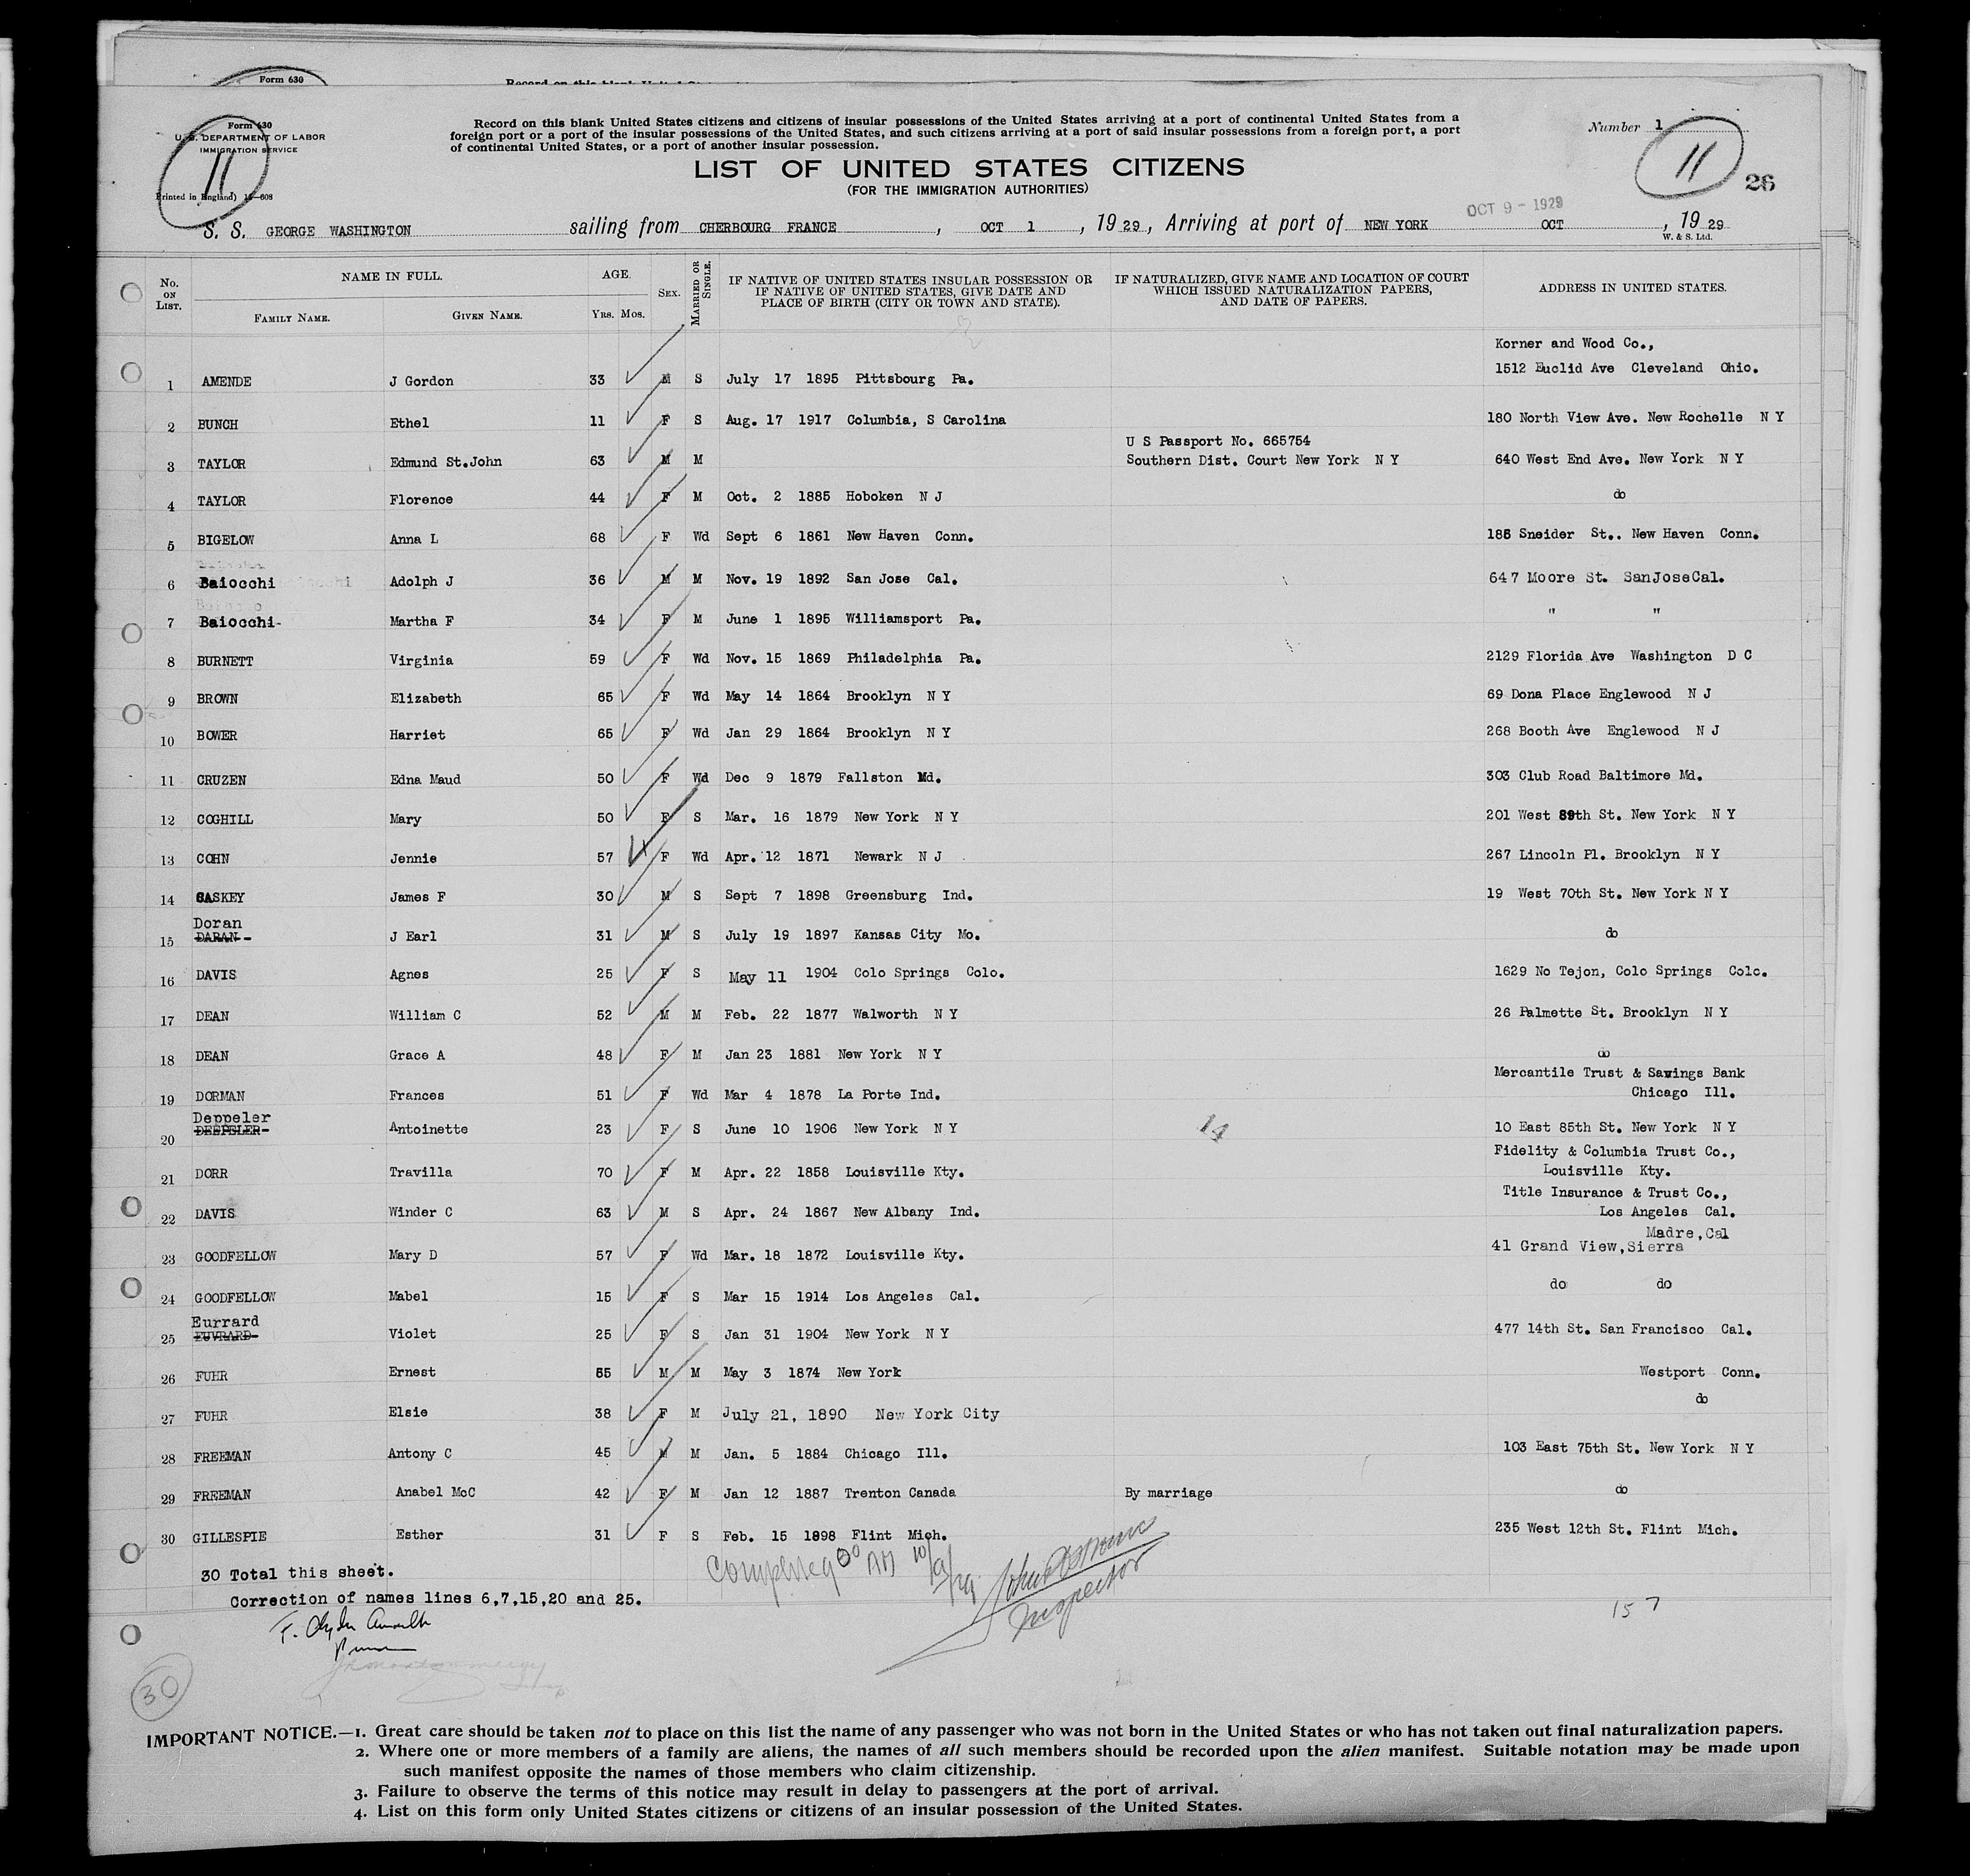 Form 630
Record on this blank United States citizens and citizens of insular possessions of the United States arriving at a port of continental United States from a
foreign port or a port of the insular possessions of the United States, and such citizens arriving at a port of said insular possessions from a foreign port, a port
of continental United States, or a port of another insular possession.
Form 630
U. S. DEPARTMENT OF LABOR
IMMIGRATION SERVICE
11
Printed in England) 14—608
Number 1
11
26
LIST OF UNITED STATES CITIZENS
(FOR THE IMMIGRATION AUTHORITIES)
OCT 9 - 1929
S. S. GEORGE WASHINGTON sailing from CHERBOURG FRANCE , OCT 1 , 19 29 , Arriving at port of NEW YORK OCT , 19 29
W. & S. Ltd.
No. ON LIST. NAME IN FULL. FAMILY NAME. GIVEN NAME. AGE. YRS. MOS. SEX. MARRIED OR SINGLE. IF NATIVE OF UNITED STATES INSULAR POSSESSION OR IF NATIVE OF UNITED STATES, GIVE DATE AND PLACE OF BIRTH (CITY OR TOWN AND STATE). IF NATURALIZED, GIVE NAME AND LOCATION OF COURT WHICH ISSUED NATURALIZATION PAPERS, AND DATE OF PAPERS. ADDRESS IN UNITED STATES.
Korner and Wood Co.,
1 AMENDE J Gordon 33 M S July 17 1895 Pittsbourg Pa. 1512 Euclid Ave Cleveland Ohio.
2 BUNCH Ethel 11 F S Aug. 17 1917 Columbia, S Carolina 180 North View Ave. New Rochelle N Y
U S Passport No. 665754
3 TAYLOR Edmund St.John 63 M M Southern Dist. Court New York N Y 640 West End Ave. New York N Y
4 TAYLOR Florence 44 F M Oct. 2 1885 Hoboken N J do
5 BIGELOW Anna L 68 F Wd Sept 6 1861 New Haven Conn. 185 Sneider St.. New Haven Conn.
6 Baiocchi Adolph J 36 M M Nov. 19 1892 San Jose Cal. 647 Moore St. SanJoseCal.
7 Baiocchi- Martha F 34 F M June 1 1895 Williamsport Pa. " "
8 BURNETT Virginia 59 F Wd Nov. 15 1869 Philadelphia Pa. 2129 Florida Ave Washington D C
9 BROWN Elizabeth 65 F Wd May 14 1864 Brooklyn N Y 69 Dona Place Englewood N J
10 BOWER Harriet 65 F Wd Jan 29 1864 Brooklyn N Y 268 Booth Ave Englewood N J
11 CRUZEN Edna Maud 50 F Wd Dec 9 1879 Fallston Md. 303 Club Road Baltimore Md.
12 COGHILL Mary 50 F S Mar. 16 1879 New York N Y 201 West 89th St. New York N Y
13 COHN Jennie 57 F Wd Apr. 12 1871 Newark N J 267 Lincoln Pl. Brooklyn N Y
14 CASKEY James F 30 M S Sept 7 1898 Greensburg Ind. 19 West 70th St. New York N Y
Doran
15 DARAN- J Earl 31 M S July 19 1897 Kansas City Mo. do
16 DAVIS Agnes 25 F S May 11 1904 Colo Springs Colo. 1629 No Tejon, Colo Springs Colo.
17 DEAN William C 52 M M Feb. 22 1877 Walworth N Y 26 Palmette St. Brooklyn N Y
18 DEAN Grace A 48 F M Jan 23 1881 New York N Y do
Mercantile Trust & Savings Bank
19 DORMAN Frances 51 F Wd Mar 4 1878 La Porte Ind. Chicago Ill.
Deppeler
20 Antoinette 23 F S June 10 1906 New York N Y 14 10 East 85th St. New York N Y
Fidelity & Columbia Trust Co.,
21 DORR Travilla 70 F M Apr. 22 1858 Louisville Kty. Louisville Kty.
Title Insurance & Trust Co.,
22 DAVIS Winder C 63 M S Apr. 24 1867 New Albany Ind. Los Angeles Cal.
Madre,Cal
23 GOODFELLOW Mary D 57 F Wd Mar. 18 1872 Louisville Kty. 41 Grand View,Sierra
24 GOODFELLOW Mabel 15 F S Mar 15 1914 Los Angeles Cal. do do
Eurrard
25 EUVRARD- Violet 25 F S Jan 31 1904 New York N Y 477 14th St. San Francisco Cal.
26 FUHR Ernest 55 M M May 3 1874 New York Westport Conn.
27 FUHR Elsie 38 F M July 21, 1890 New York City do
28 FREEMAN Antony C 45 M M Jan. 5 1884 Chicago Ill. 103 East 75th St. New York N Y
29 FREEMAN Anabel McC 42 F M Jan 12 1887 Trenton Canada By marriage do
30 GILLESPIE Esther 31 F S Feb. 15 1898 Flint Mich. 235 West 12th St. Flint Mich.
30 Total this sheet.
10/9/29
Inspector
Correction of names lines 6,7,15,20 and 25.
157
30
IMPORTANT NOTICE.—1. Great care should be taken not to place on this list the name of any passenger who was not born in the United States or who has not taken out final naturalization papers.
2. Where one or more members of a family are aliens, the names of all such members should be recorded upon the alien manifest. Suitable notation may be made upon
such manifest opposite the names of those members who claim citizenship.
3. Failure to observe the terms of this notice may result in delay to passengers at the port of arrival.
4. List on this form only United States citizens or citizens of an insular possession of the United States.